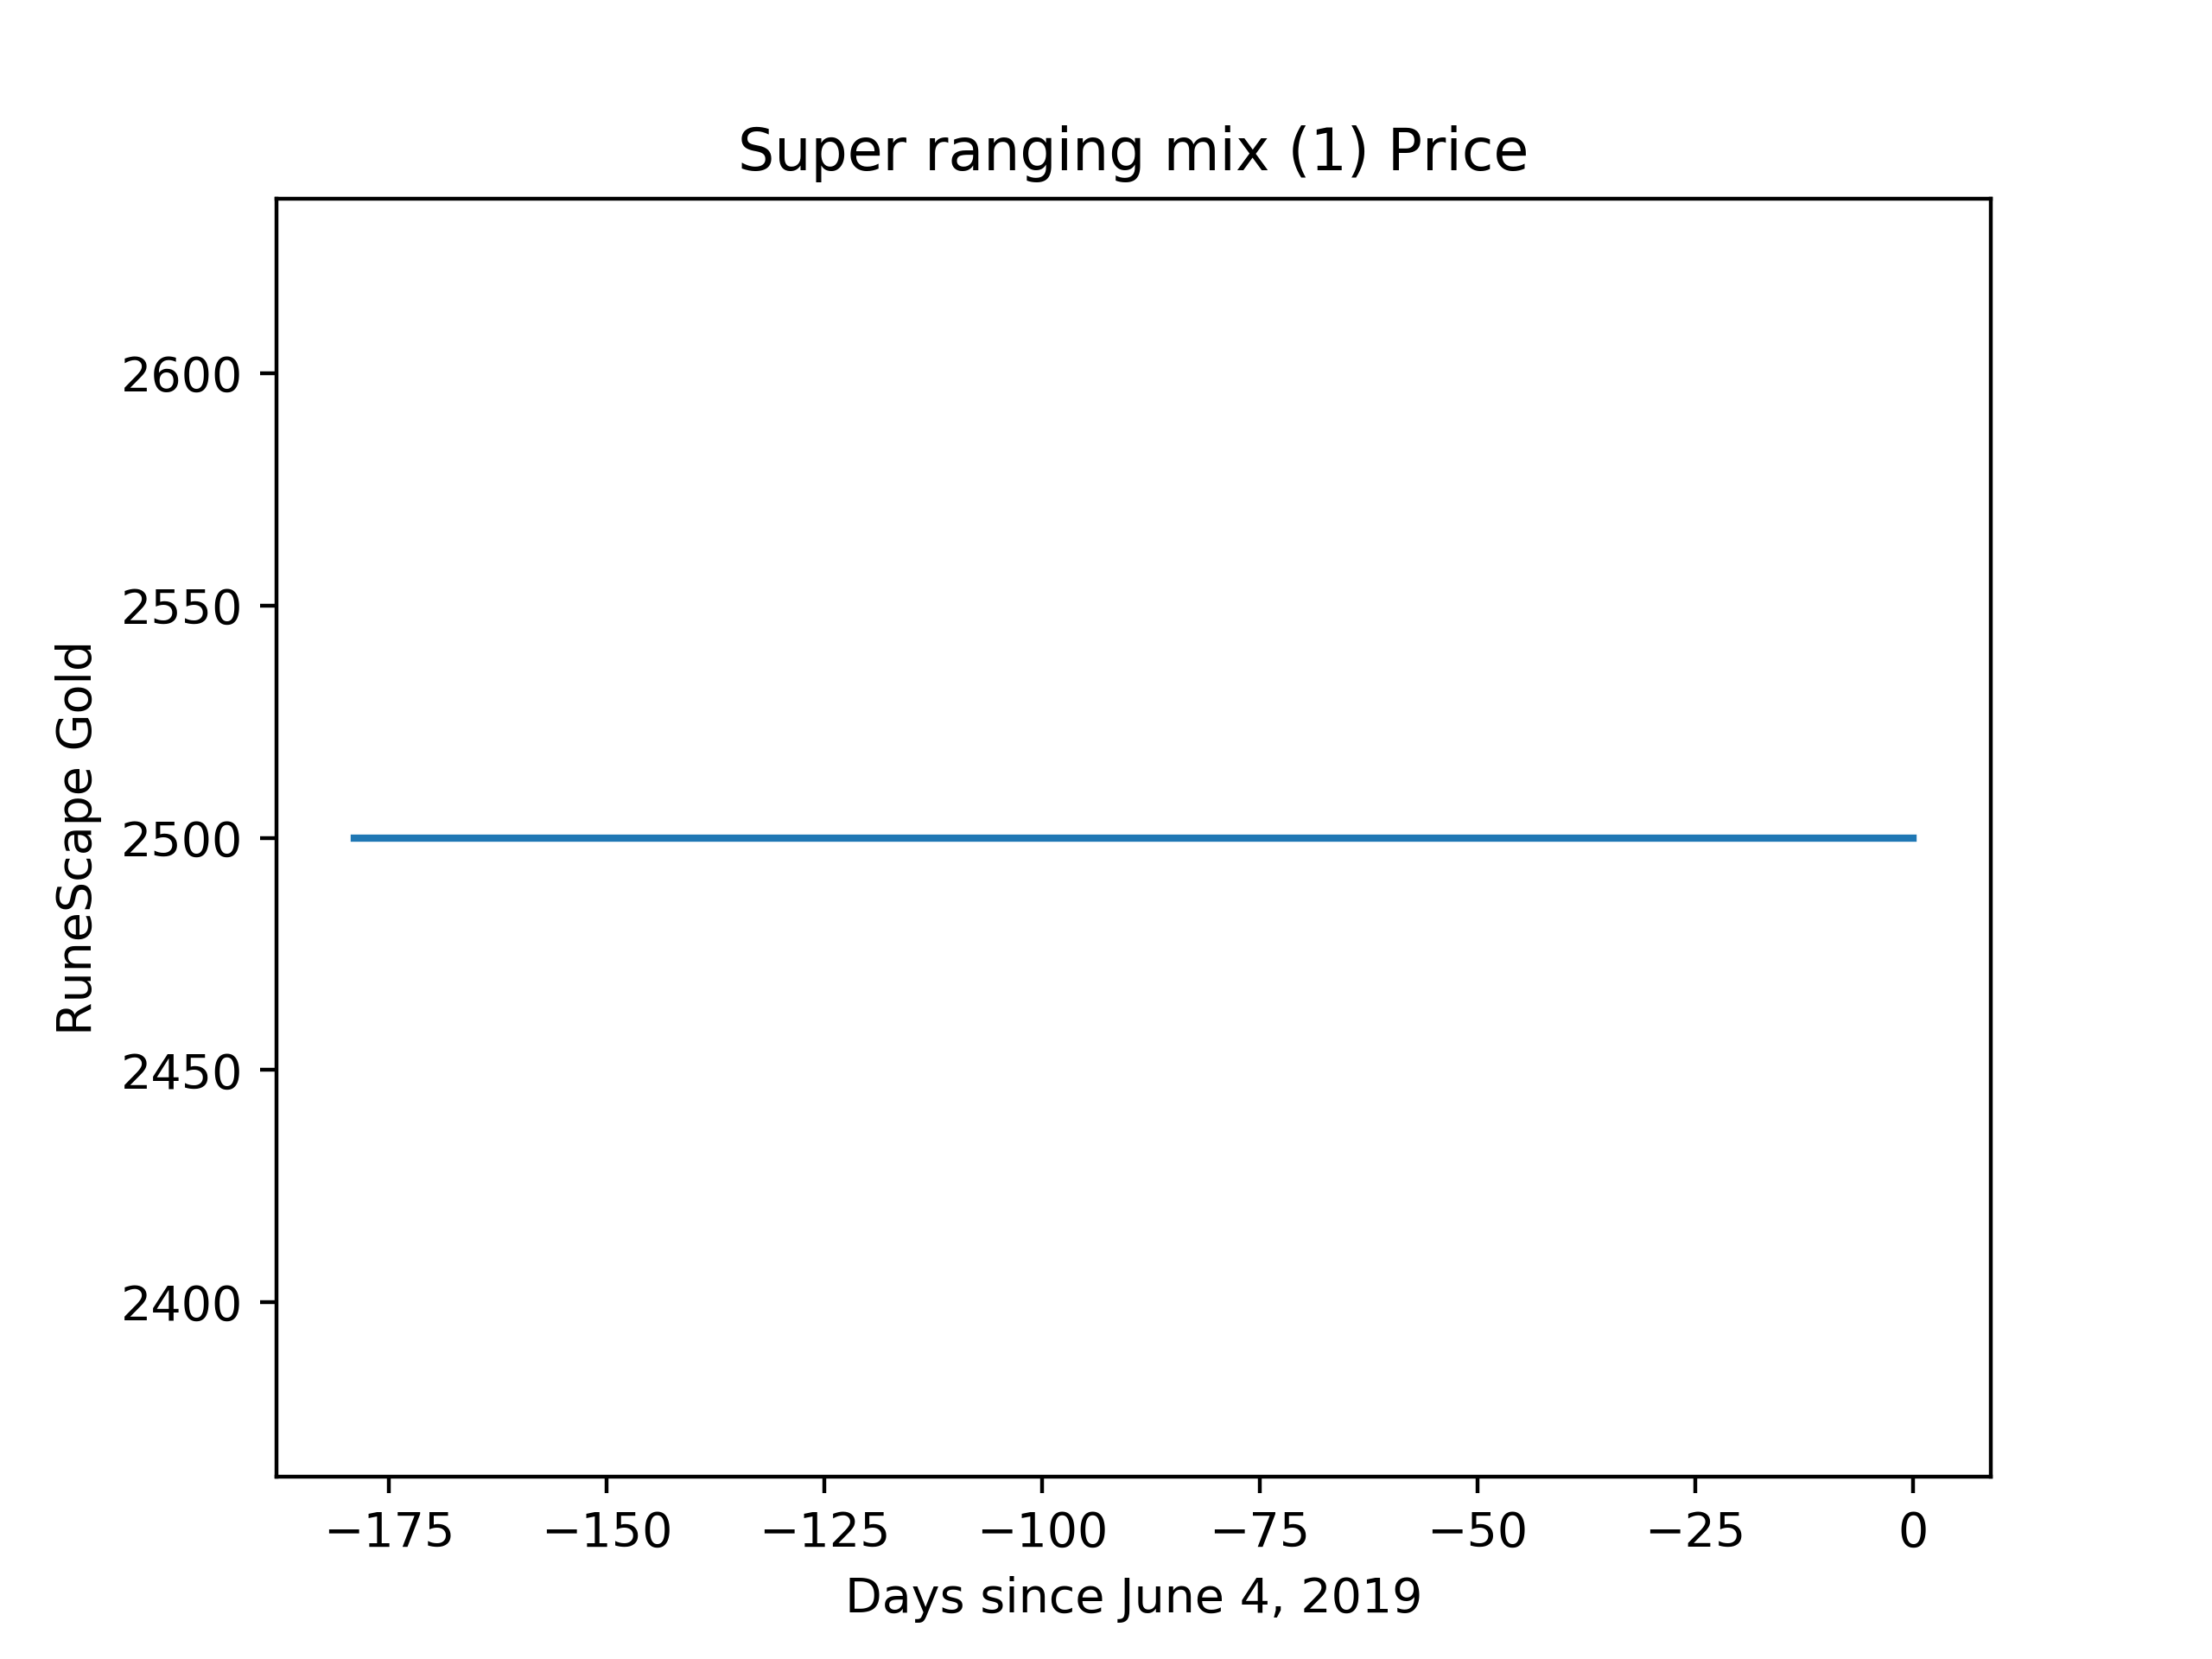 Super ranging mix (1) Price
RuneScape Gold
2600
2550
2500
2450
2400
−175 −150 −125 −100 −75 −50 −25 0
Days since June 4, 2019